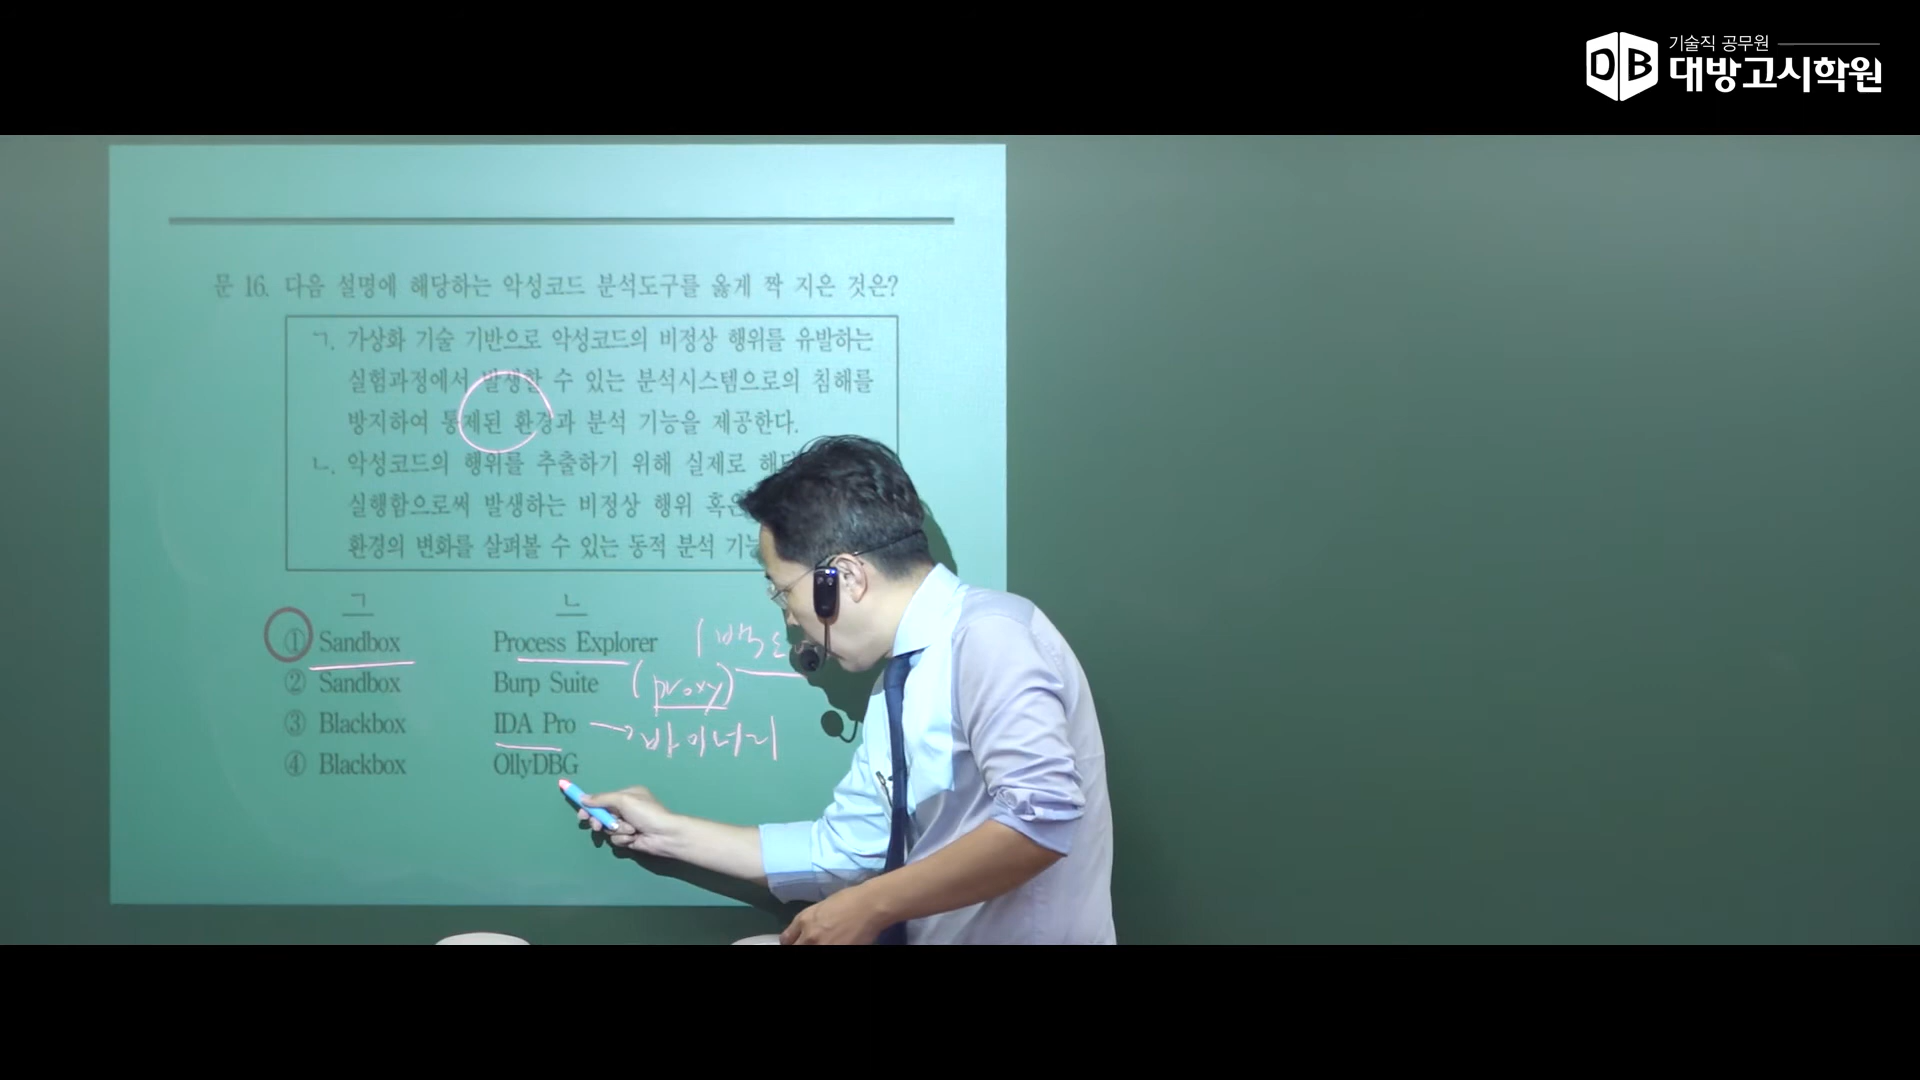 기술직 공무원
DB 대방고시학원
문 16. 다음 설명에 해당하는 악성코드 분석도구를 옳게 짝 지은 것은?
ㄱ. 가상화 기술 기반으로 악성코드의 비정상 행위를 유발하는
실험과정에서 발생할 수 있는 분석시스템으로의 침해를
방지하여 통제된 환경과 분석 기능을 제공한다.
ㄴ. 악성코드의 행위를 추출하기 위해 실제로
실행함으로써 발생하는 비정상 행위 혹은
환경의 변화를 살펴볼 수 있는 동적 분석
ㄱ ㄴ
① Sandbox Process Explorer
② Sandbox Burp Suite (proxy)
③ Blackbox IDA Pro → 바이너리
④ Blackbox OllyDBG